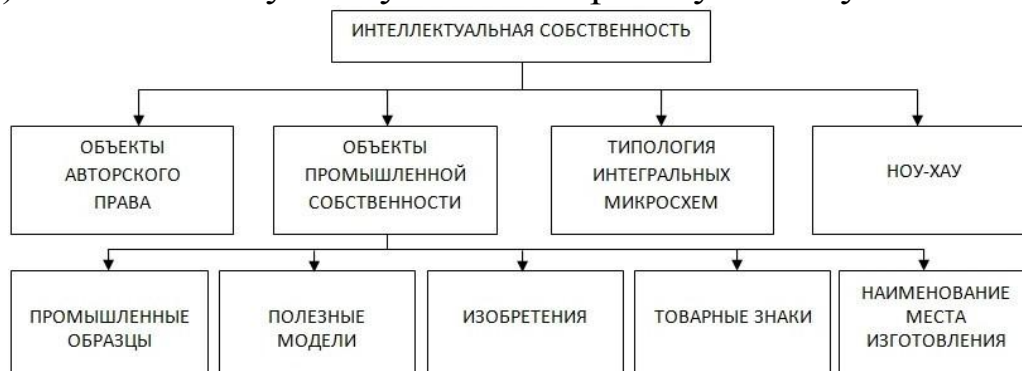 ИНТЕЛЛЕКТУАЛЬНАЯ СОБСТВЕННОСТЬ
ОБЪЕКТЫ
АВТОРСКОГО
ПРАВА
ОБЪЕКТЫ
ПРОМЫШЛЕННОЙ
СОБСТВЕННОСТИ
ТИПОЛОГИЯ
ИНТЕГРАЛЬНЫХ
МИКРОСХЕМ
НОУ-ХАУ
ПРОМЫШЛЕННЫЕ
ОБРАЗЦЫ
ПОЛЕЗНЫЕ
МОДЕЛИ
ИЗОБРЕТЕНИЯ
ТОВАРНЫЕ ЗНАКИ
НАИМЕНОВАНИЕ
МЕСТА
ИЗГОТОВЛЕНИЯ